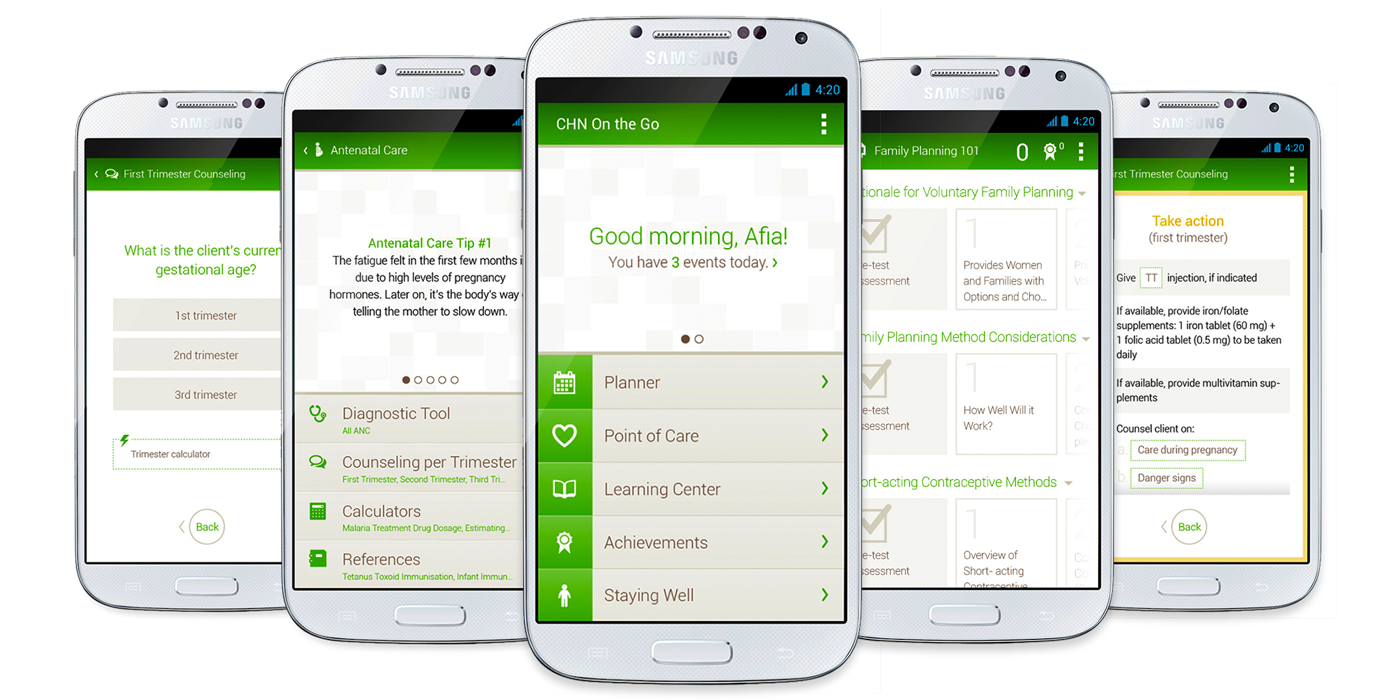 SAMSUNG
First Trimester Counseling
What is the client's curren
gestational age?
1st trimester
2nd trimester
3rd trimester
Trimester calculator
Back
SAMSUNG
Antenatal Care
Antenatal Care Tip #1
The fatigue felt in the first few months i
due to high levels of pregnancy
hormones. Later on, it's the body's way
telling the mother to slow down.
Diagnostic Tool
All ANC
Counseling per Trimester
First Trimester, Second Trimester, Third Tri...
Calculators
Malaria Treatment Drug Dosage, Estimating...
References
Tetanus Toxoid Immunisation, Infant Immun...
SAMSUNG
4:20
CHN On the Go
Good morning, Afia!
You have 3 events today. ›
Planner
Point of Care
Learning Center
Achievements
Staying Well
SAMSUNG
4:20
Family Planning 101 0 0
tionale for Voluntary Family Planning
e-test
sessment
1
Provides Women
and Families with
Options and Cho...
mily Planning Method Considerations
e-test
sessment
1
How Well Will it
Work?
ort-acting Contraceptive Methods
e-test
sessment
1
Overview of
Short- acting
Contraceptive
SAMSUNG
4:20
rst Trimester Counseling
Take action
(first trimester)
Give TT injection, if indicated
If available, provide iron/folate
supplements: 1 iron tablet (60 mg) +
1 folic acid tablet (0.5 mg) to be taken
daily
If available, provide multivitamin sup-
plements
Counsel client on:
a. Care during pregnancy
b. Danger signs
Back